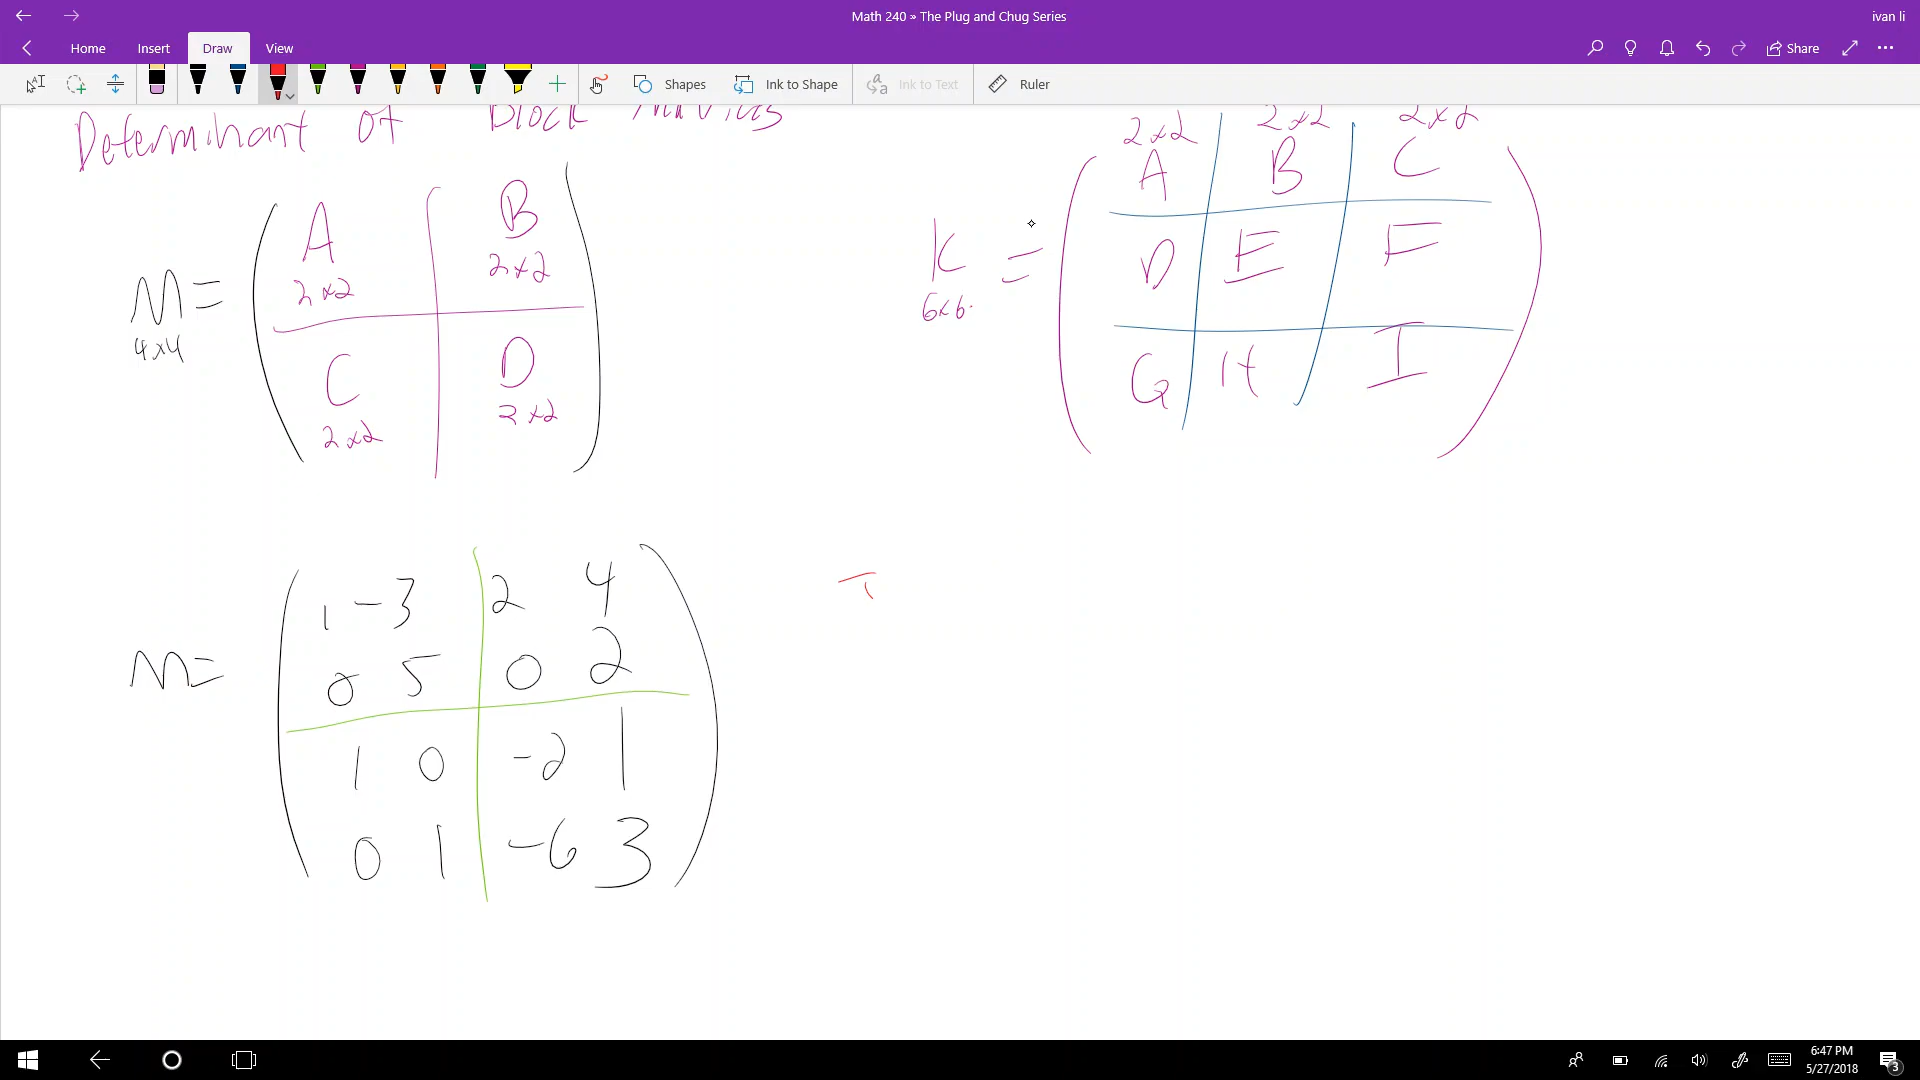 Math 240 » The Plug and Chug Series
ivan li
Home Insert Draw View
Share
Shapes Ink to Shape Ink to Text Ruler
Determinant of Block Matrices
M =
4x4
A B
2x2 2x2
C D
2x2 2x2
K =
6x6
2x2 2x2 2x2
A B C
D E F
G H I
M =
1 -3 2 4
0 5 0 2
1 0 -2 1
0 1 -6 3
6:47 PM
5/27/2018
3